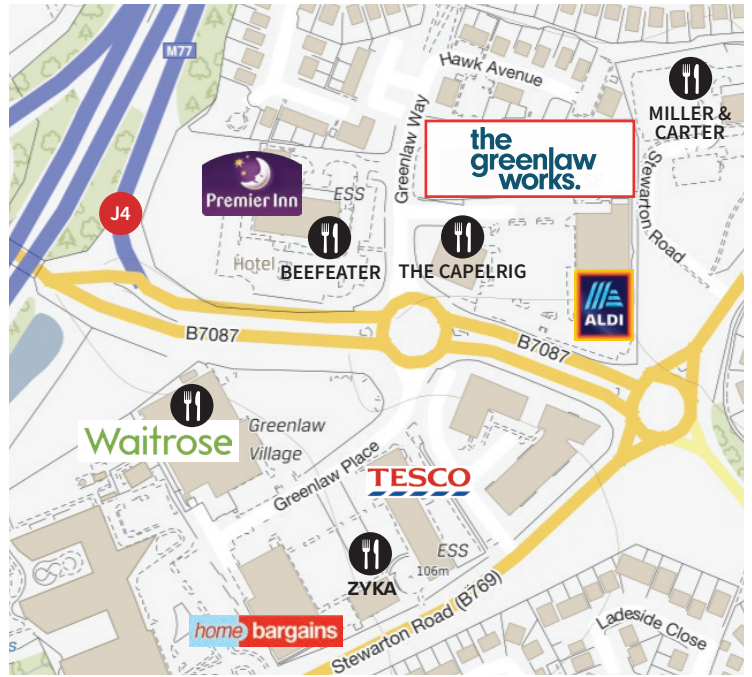 M77
Hawk Avenue
MILLER &
CARTER
Greenlaw Way
the
greenlaw
works.
Stewarton Road
Premier Inn
ESS
J4
Hotel
BEEFEATER
THE CAPELRIG
ALDI
B7087
B7087
Waitrose
Greenlaw
Village
Greenlaw Place
TESCO
ESS
106m
ZYKA
home bargains
Stewarton Road (B769)
Ladeside Close
s